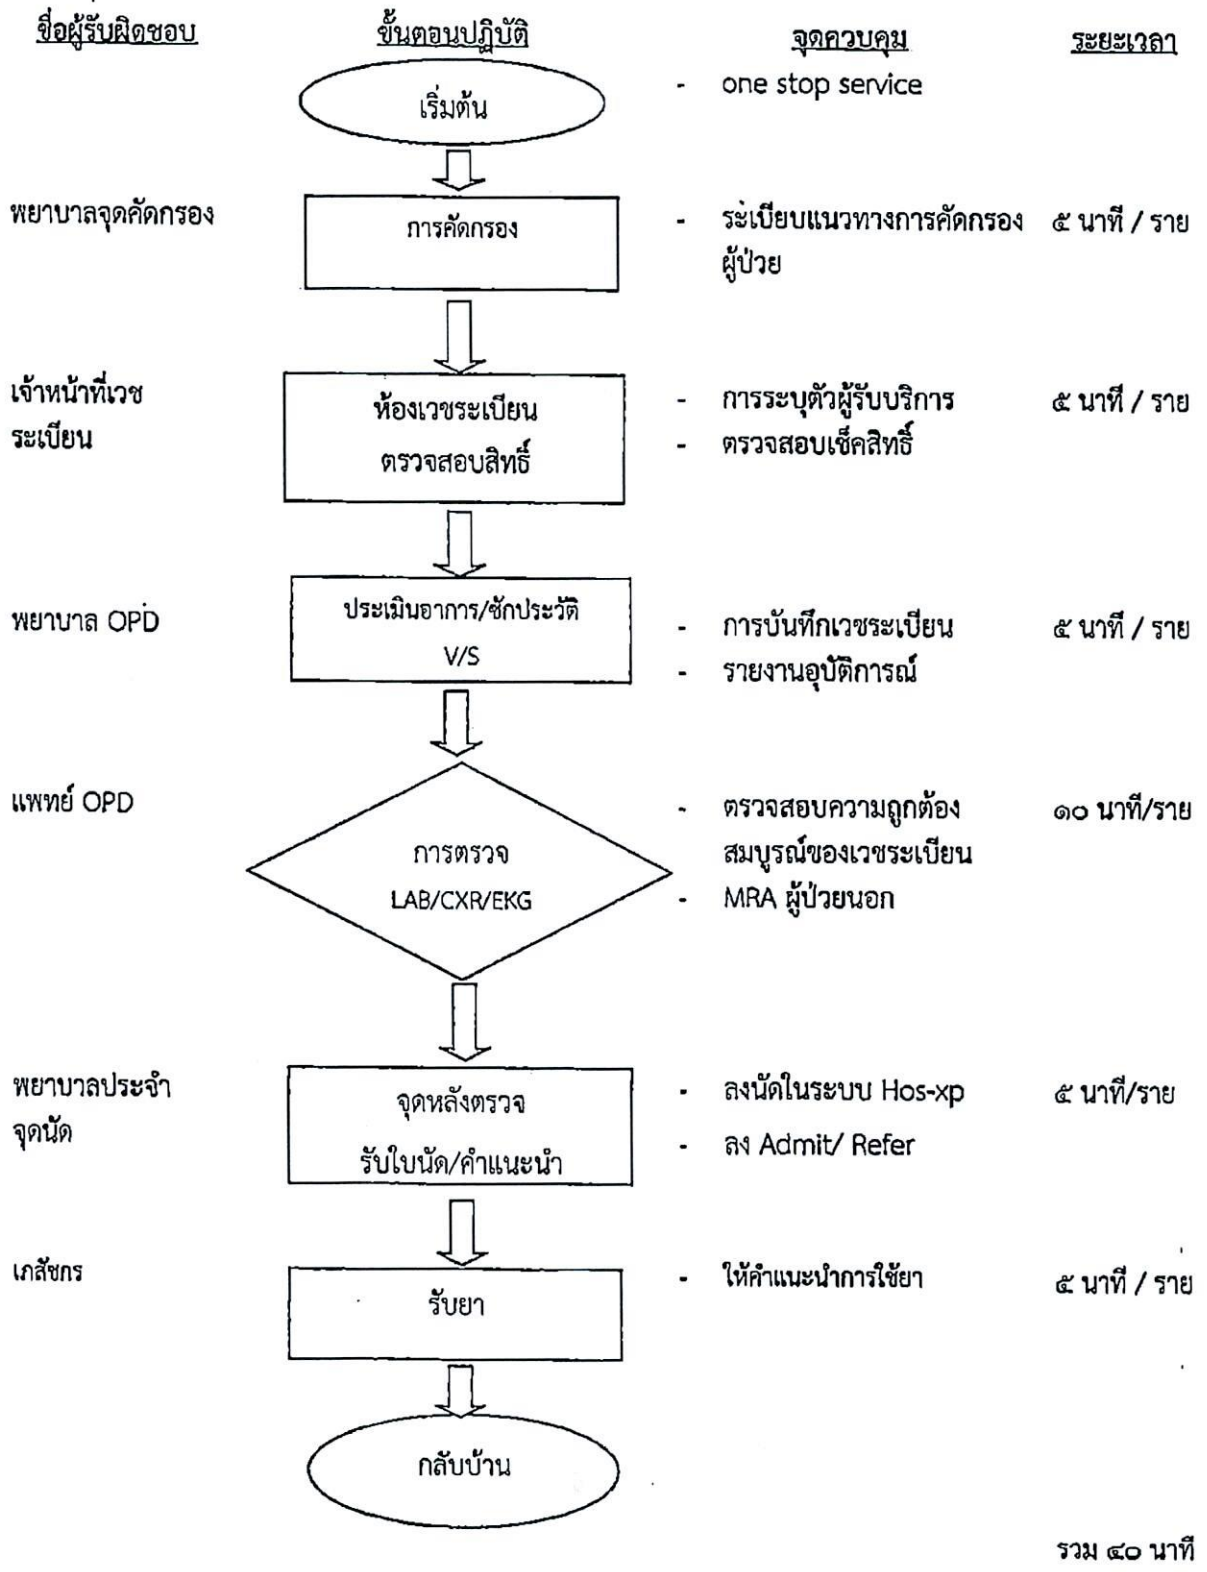 ชื่อผู้รับผิดชอบ ขั้นตอนปฏิบัติ จุดควบคุม ระยะเวลา
เริ่มต้น - one stop service
พยาบาลจุดคัดกรอง การคัดกรอง - ระเบียบแนวทางการคัดกรอง ๕ นาที / ราย
ผู้ป่วย
เจ้าหน้าที่เวช ห้องเวชระเบียน - การระบุตัวผู้รับบริการ ๕ นาที / ราย
ระเบียน ตรวจสอบสิทธิ์ - ตรวจสอบเช็คสิทธิ์
พยาบาล OPD ประเมินอาการ/ซักประวัติ - การบันทึกเวชระเบียน ๕ นาที / ราย
V/S - รายงานอุบัติการณ์
แพทย์ OPD - ตรวจสอบความถูกต้อง ๑๐ นาที/ราย
การตรวจ สมบูรณ์ของเวชระเบียน
LAB/CXR/EKG - MRA ผู้ป่วยนอก
พยาบาลประจำ จุดหลังตรวจ - ลงนัดในระบบ Hos-xp ๕ นาที/ราย
จุดนัด รับใบนัด/คำแนะนำ - ลง Admit/ Refer
เภสัชกร รับยา - ให้คำแนะนำการใช้ยา ๕ นาที / ราย
กลับบ้าน
รวม ๔๐ นาที